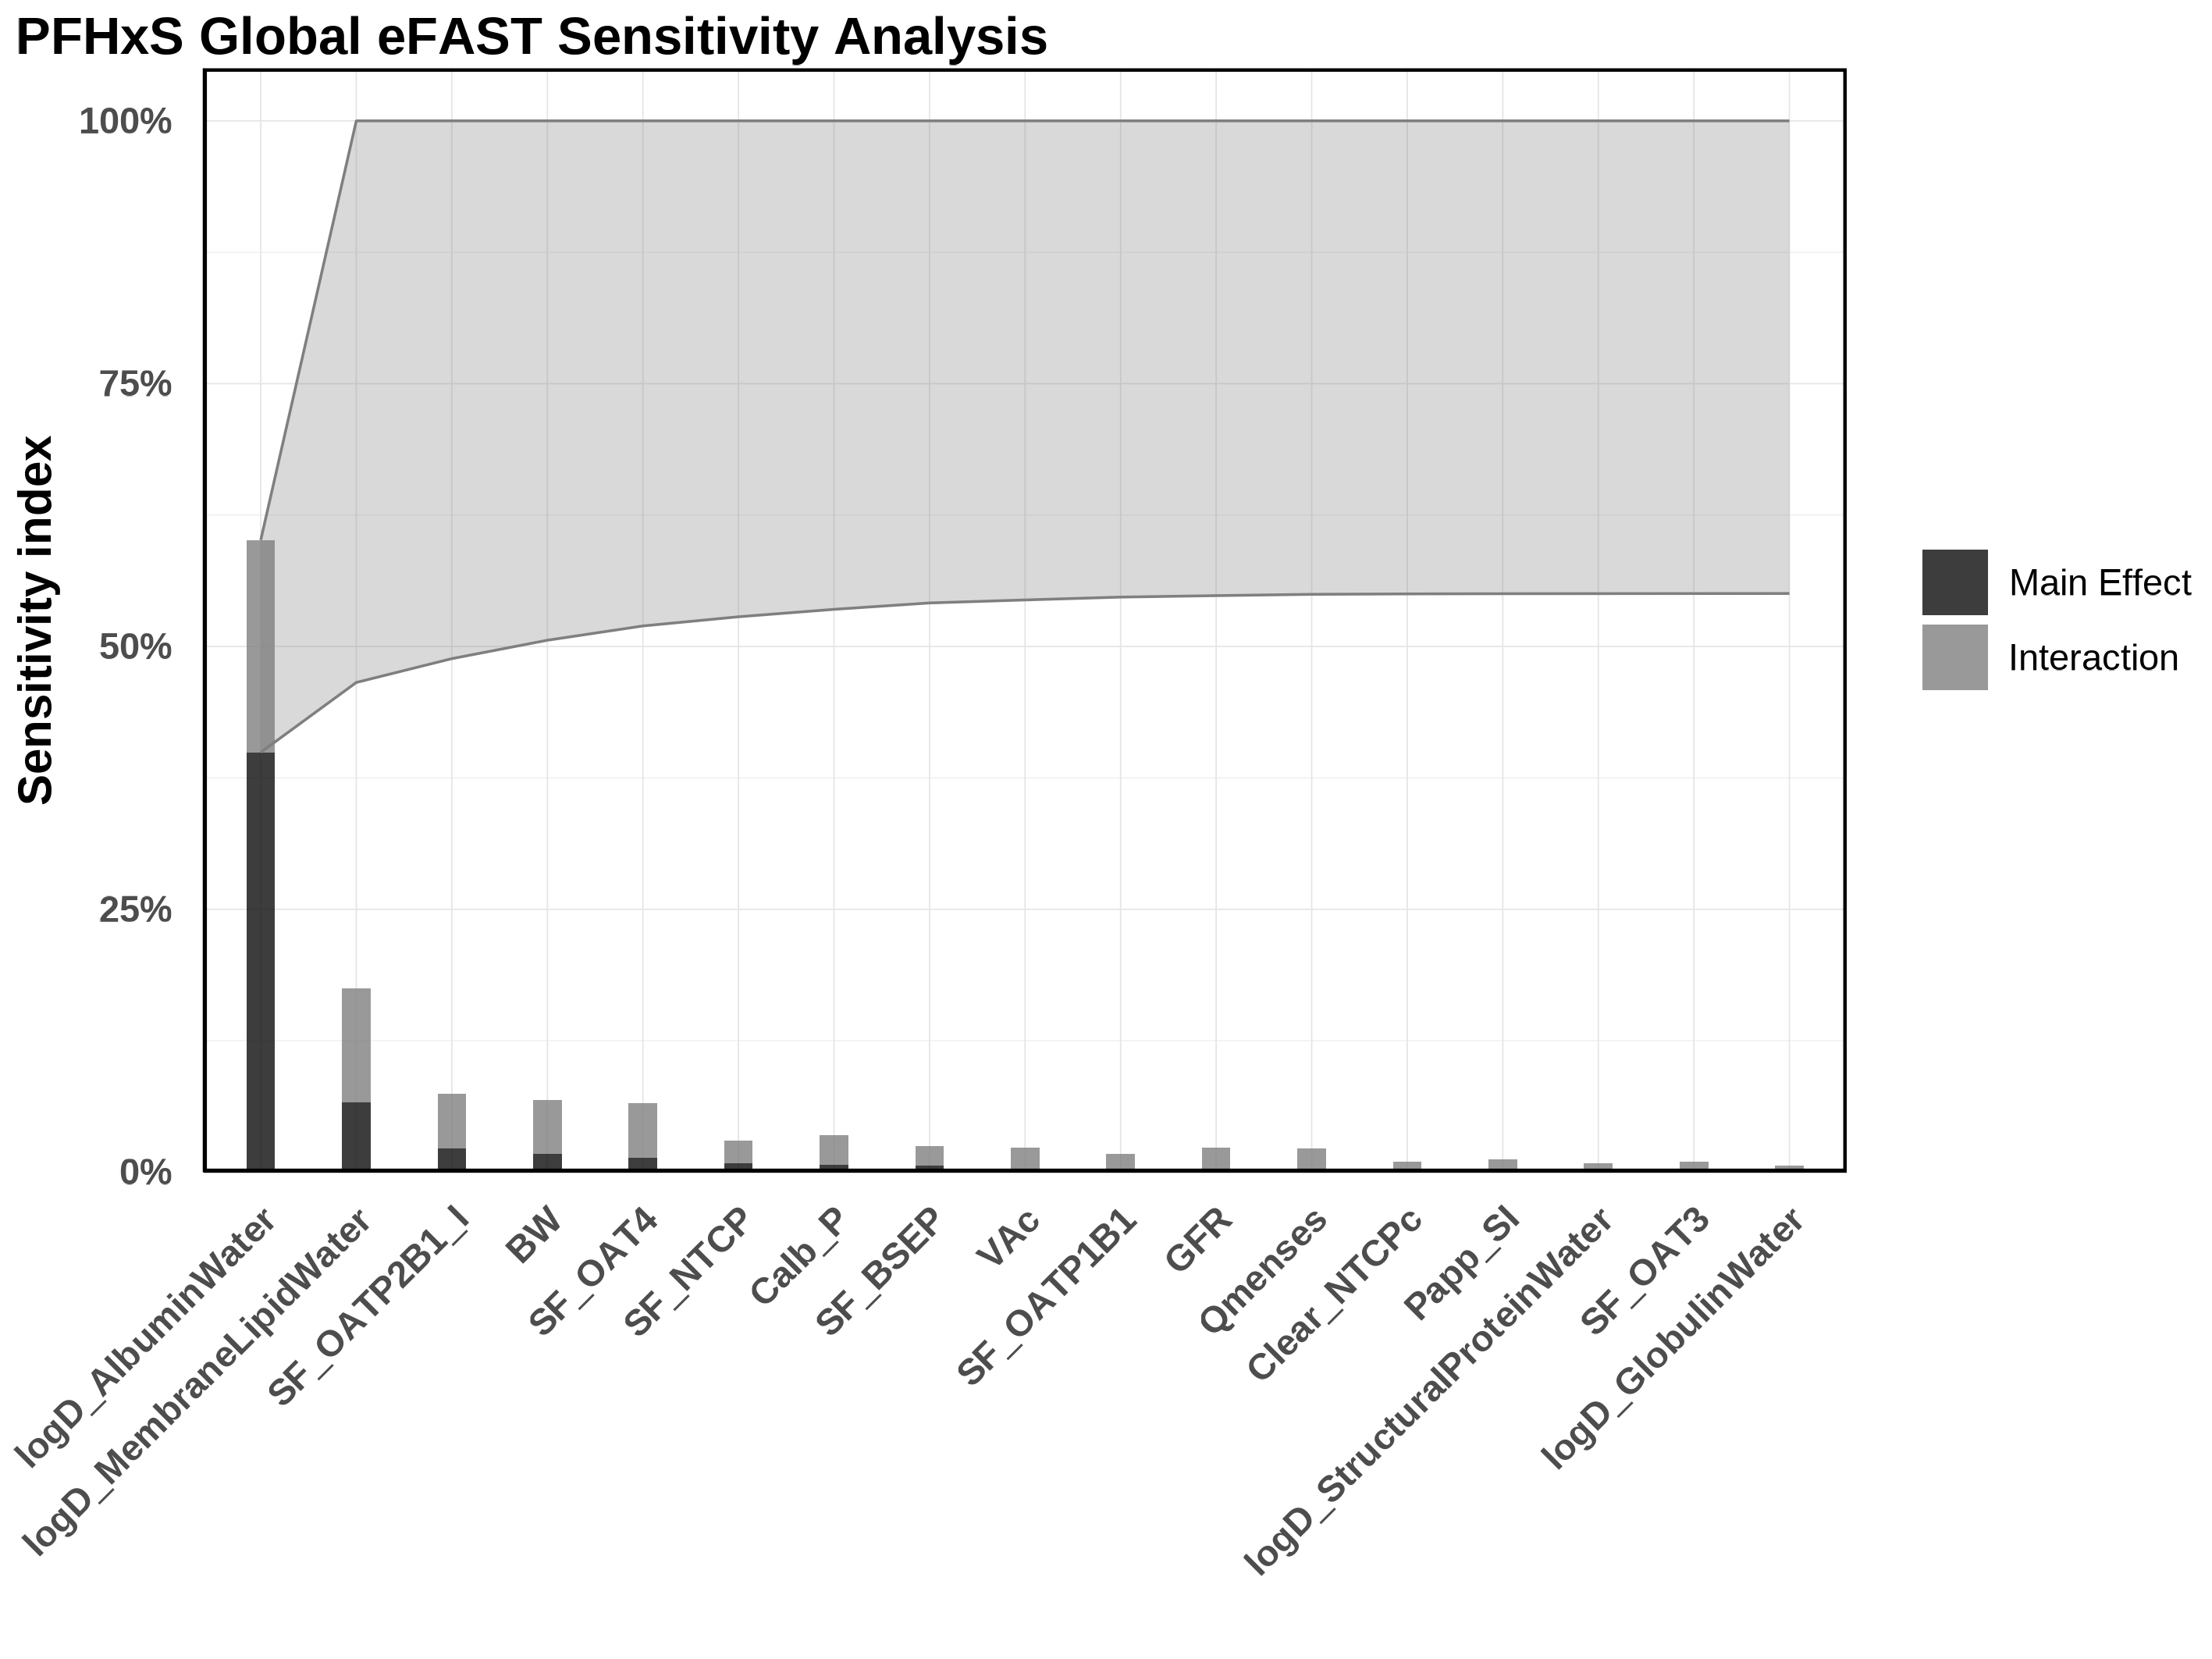 PFHxS Global eFAST Sensitivity Analysis
Sensitivity index
100%
75%
50%
25%
0%
logD_AlbuminWater
logD_MembraneLipidWater
SF_OATP2B1_I
BW
SF_OAT4
SF_NTCP
Calb_P
SF_BSEP
VAc
SF_OATP1B1
GFR
Qmenses
Clear_NTCPc
Papp_SI
logD_StructuralProteinWater
SF_OAT3
logD_GlobulinWater
Main Effect
Interaction